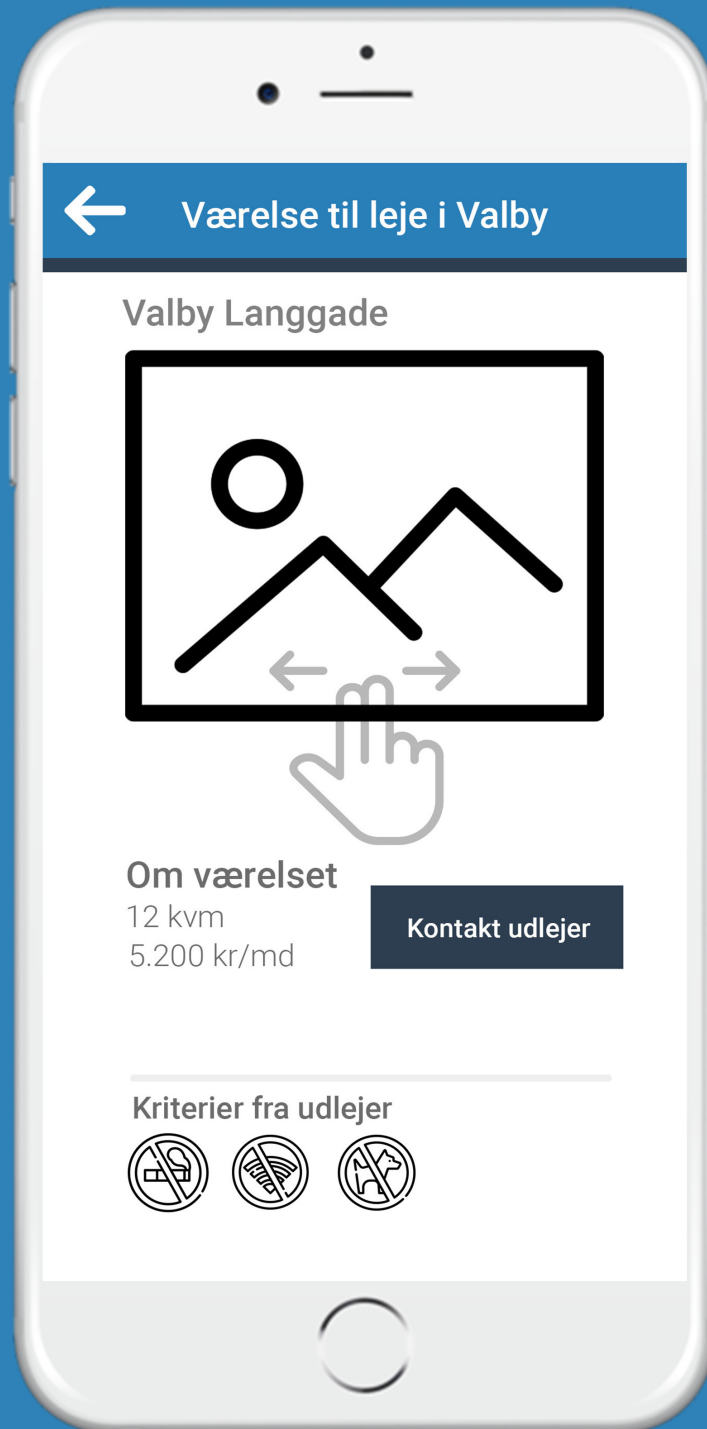 Værelse til leje i Valby
Valby Langgade
Om værelset
12 kvm
5.200 kr/md
Kontakt udlejer
Kriterier fra udlejer